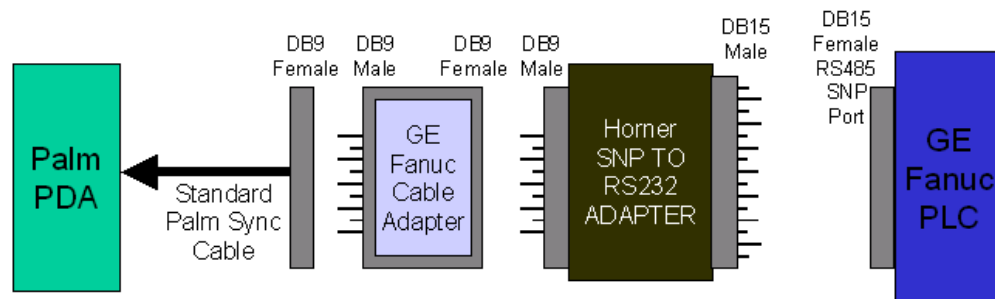 Palm
PDA
Standard
Palm Sync
Cable
DB9
Female
DB9
Male
GE
Fanuc
Cable
Adapter
DB9
Female
DB9
Male
Horner
SNP TO
RS232
ADAPTER
DB15
Male
DB15
Female
RS485
SNP
Port
GE
Fanuc
PLC